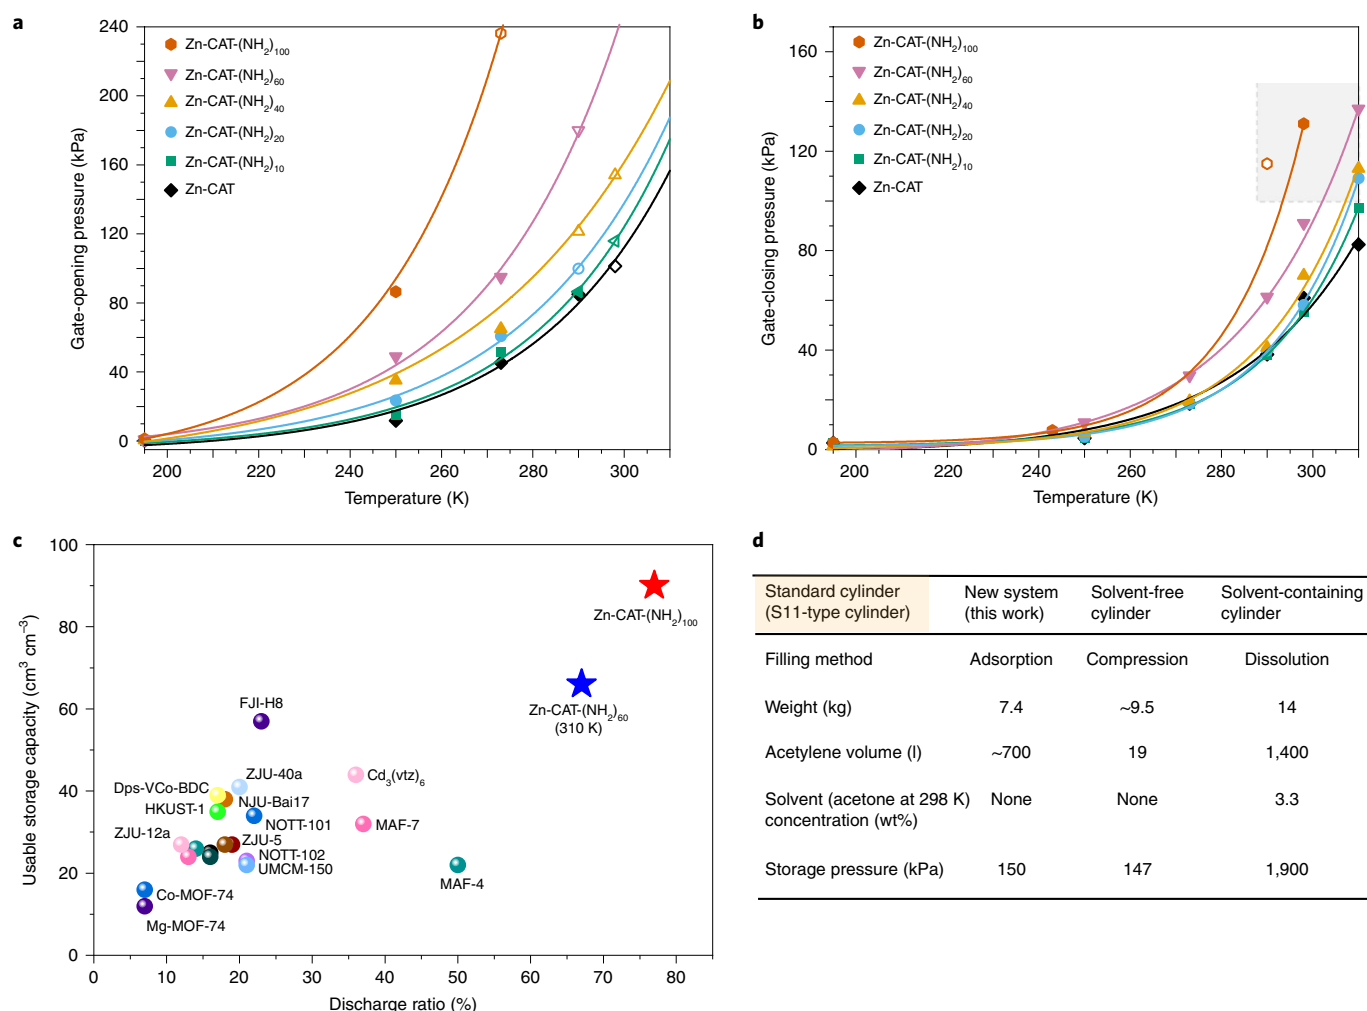 a
240
200
160
120
80
40
0
Gate-opening pressure (kPa)
Zn-CAT-(NH2)100
Zn-CAT-(NH2)60
Zn-CAT-(NH2)40
Zn-CAT-(NH2)20
Zn-CAT-(NH2)10
Zn-CAT
200 220 240 260 280 300
Temperature (K)
b
160
120
80
40
0
Gate-closing pressure (kPa)
Zn-CAT-(NH2)100
Zn-CAT-(NH2)60
Zn-CAT-(NH2)40
Zn-CAT-(NH2)20
Zn-CAT-(NH2)10
Zn-CAT
200 220 240 260 280 300
Temperature (K)
c
100
80
60
40
20
0
Usable storage capacity (cm3 cm−3)
Zn-CAT-(NH2)100
Zn-CAT-(NH2)60
(310 K)
FJI-H8
ZJU-40a
Cd3(vtz)6
Dps-VCo-BDC
NJU-Bai17
HKUST-1
NOTT-101
MAF-7
ZJU-12a
ZJU-5
NOTT-102
UMCM-150
MAF-4
Co-MOF-74
Mg-MOF-74
0 10 20 30 40 50 60 70 80
Discharge ratio (%)
d
Standard cylinder New system Solvent-free Solvent-containing
(S11-type cylinder) (this work) cylinder cylinder
Filling method Adsorption Compression Dissolution
Weight (kg) 7.4 ~9.5 14
Acetylene volume (l) ~700 19 1,400
Solvent (acetone at 298 K) None None 3.3
concentration (wt%)
Storage pressure (kPa) 150 147 1,900